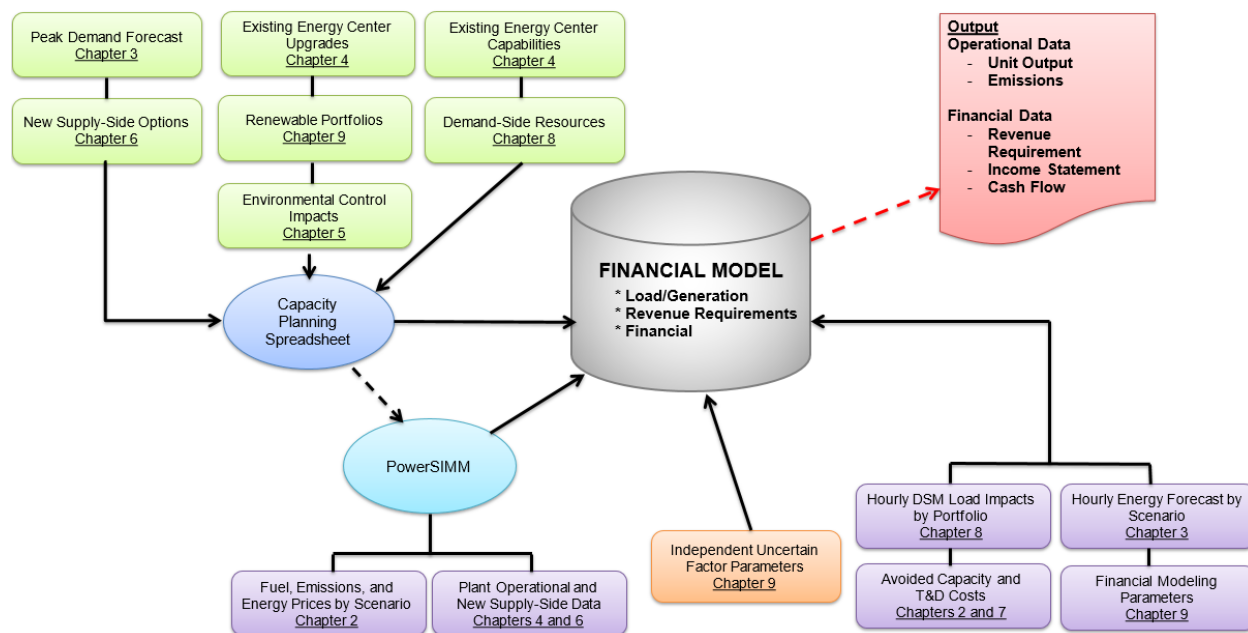 Peak Demand Forecast
Chapter 3
Existing Energy Center
Upgrades
Chapter 4
Existing Energy Center
Capabilities
Chapter 4
New Supply-Side Options
Chapter 6
Renewable Portfolios
Chapter 9
Demand-Side Resources
Chapter 8
Environmental Control
Impacts
Chapter 5
Capacity
Planning
Spreadsheet
PowerSIMM
Fuel, Emissions, and
Energy Prices by Scenario
Chapter 2
Plant Operational and
New Supply-Side Data
Chapters 4 and 6
FINANCIAL MODEL
* Load/Generation
* Revenue Requirements
* Financial
Output
Operational Data
- Unit Output
- Emissions
Financial Data
- Revenue
Requirement
- Income Statement
- Cash Flow
Independent Uncertain
Factor Parameters
Chapter 9
Hourly DSM Load Impacts
by Portfolio
Chapter 8
Hourly Energy Forecast by
Scenario
Chapter 3
Avoided Capacity and
T&D Costs
Chapters 2 and 7
Financial Modeling
Parameters
Chapter 9